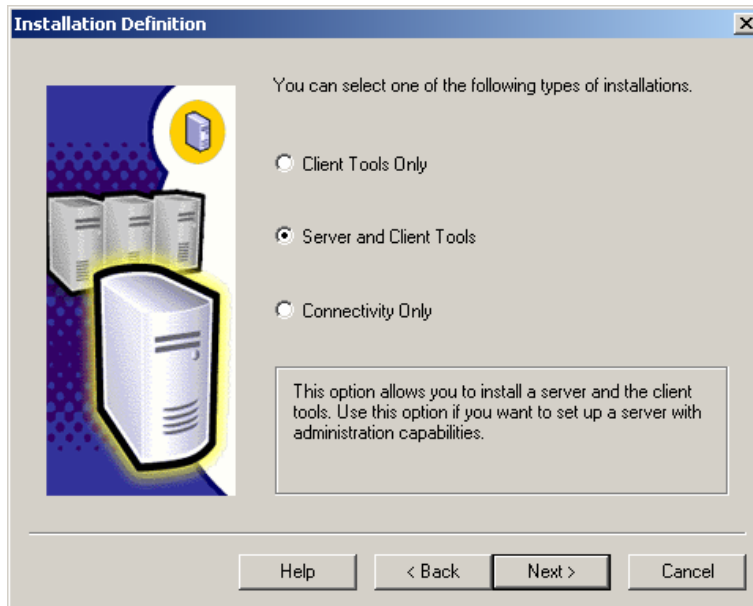 Installation Definition
You can select one of the following types of installations.
Client Tools Only
Server and Client Tools
Connectivity Only
This option allows you to install a server and the client
tools. Use this option if you want to set up a server with
administration capabilities.
Help
< Back
Next >
Cancel